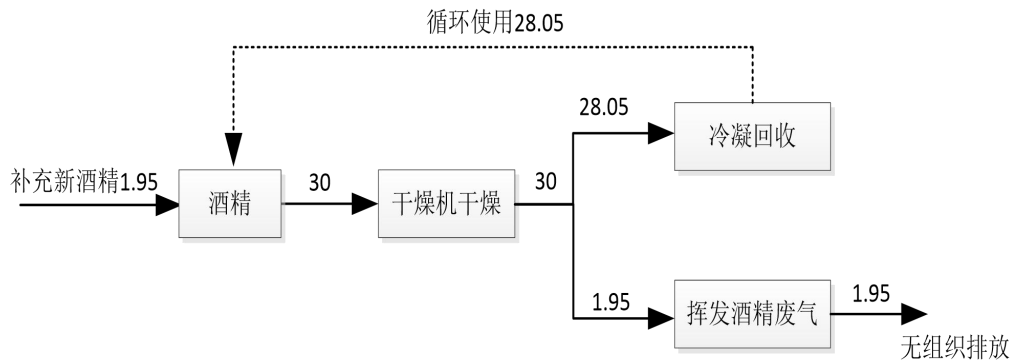 循环使用28.05
28.05
冷凝回收
补充新酒精1.95
酒精
30
干燥机干燥
30
1.95
挥发酒精废气
1.95
无组织排放